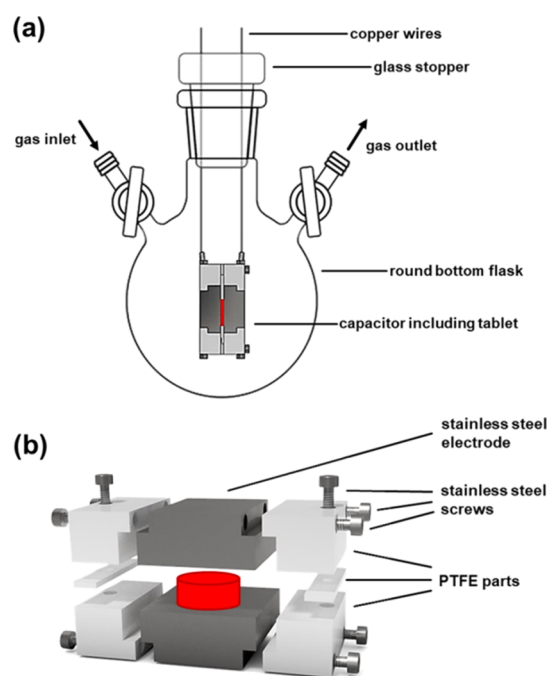 (a)
copper wires
glass stopper
gas inlet
gas outlet
round bottom flask
capacitor including tablet
(b)
stainless steel
electrode
stainless steel
screws
PTFE parts